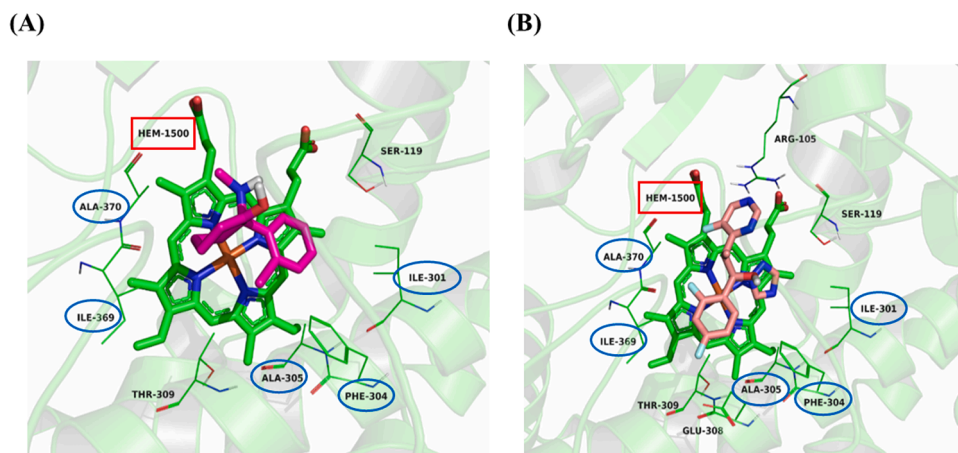 (A)
HEM-1500
SER-119
ALA-370
ILE-301
ILE-369
ALA-305
THR-309
PHE-304
(B)
ARG-105
HEM-1500
SER-119
ALA-370
ILE-301
ILE-369
ALA-305
PHE-304
THR-309
GLU-308